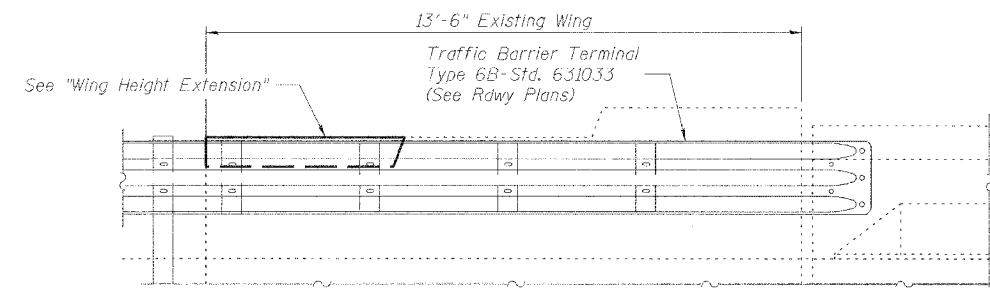 13'-6" Existing Wing
Traffic Barrier Terminal
Type 6B-Std. 631033
(See Rdwy Plans)
See "Wing Height Extension"